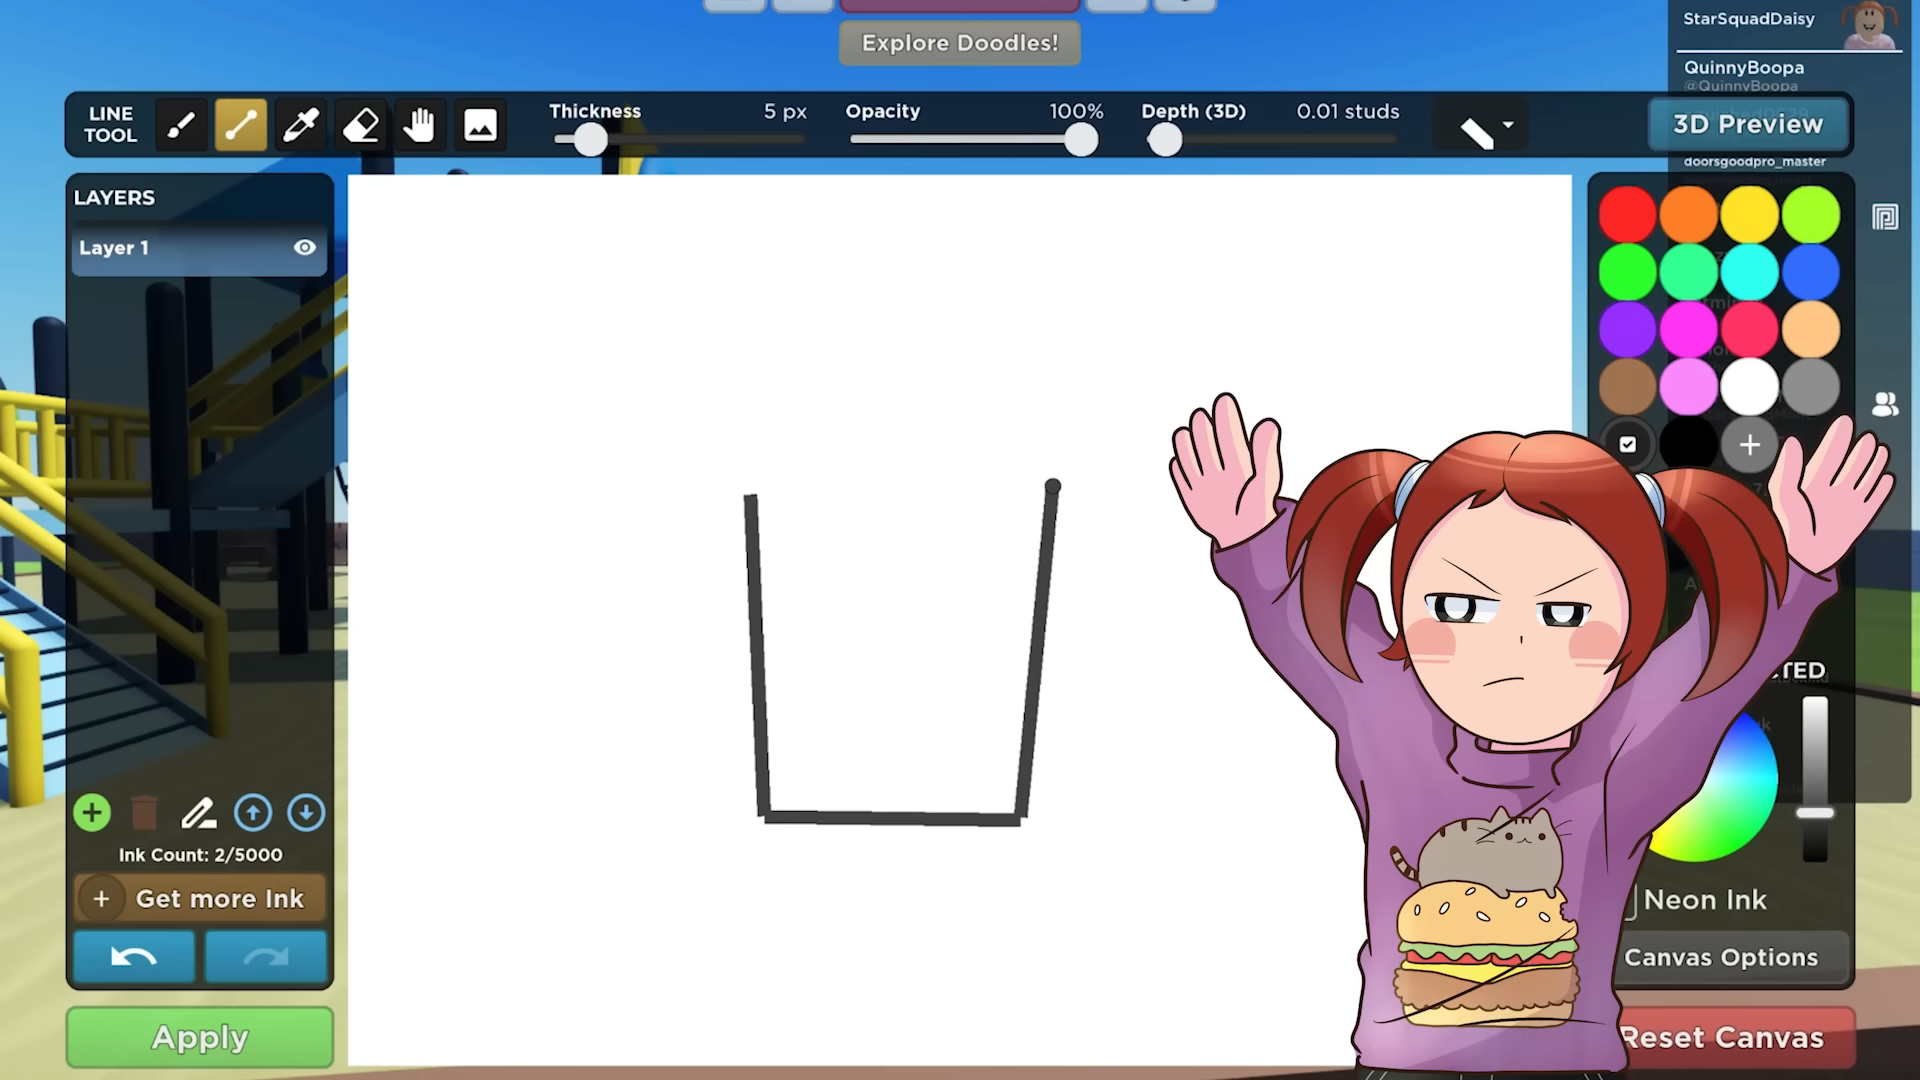 Explore Doodles!
StarSquadDaisy
QuinnyBoopa
@QuinnyBoopa
LINE
TOOL
Thickness
5 px
Opacity
100%
Depth (3D)
0.01 studs
3D Preview
doorsgoodpro_master
LAYERS
Layer 1
Ink Count: 2/5000
Get more Ink
Neon Ink
Canvas Options
Apply
Reset Canvas